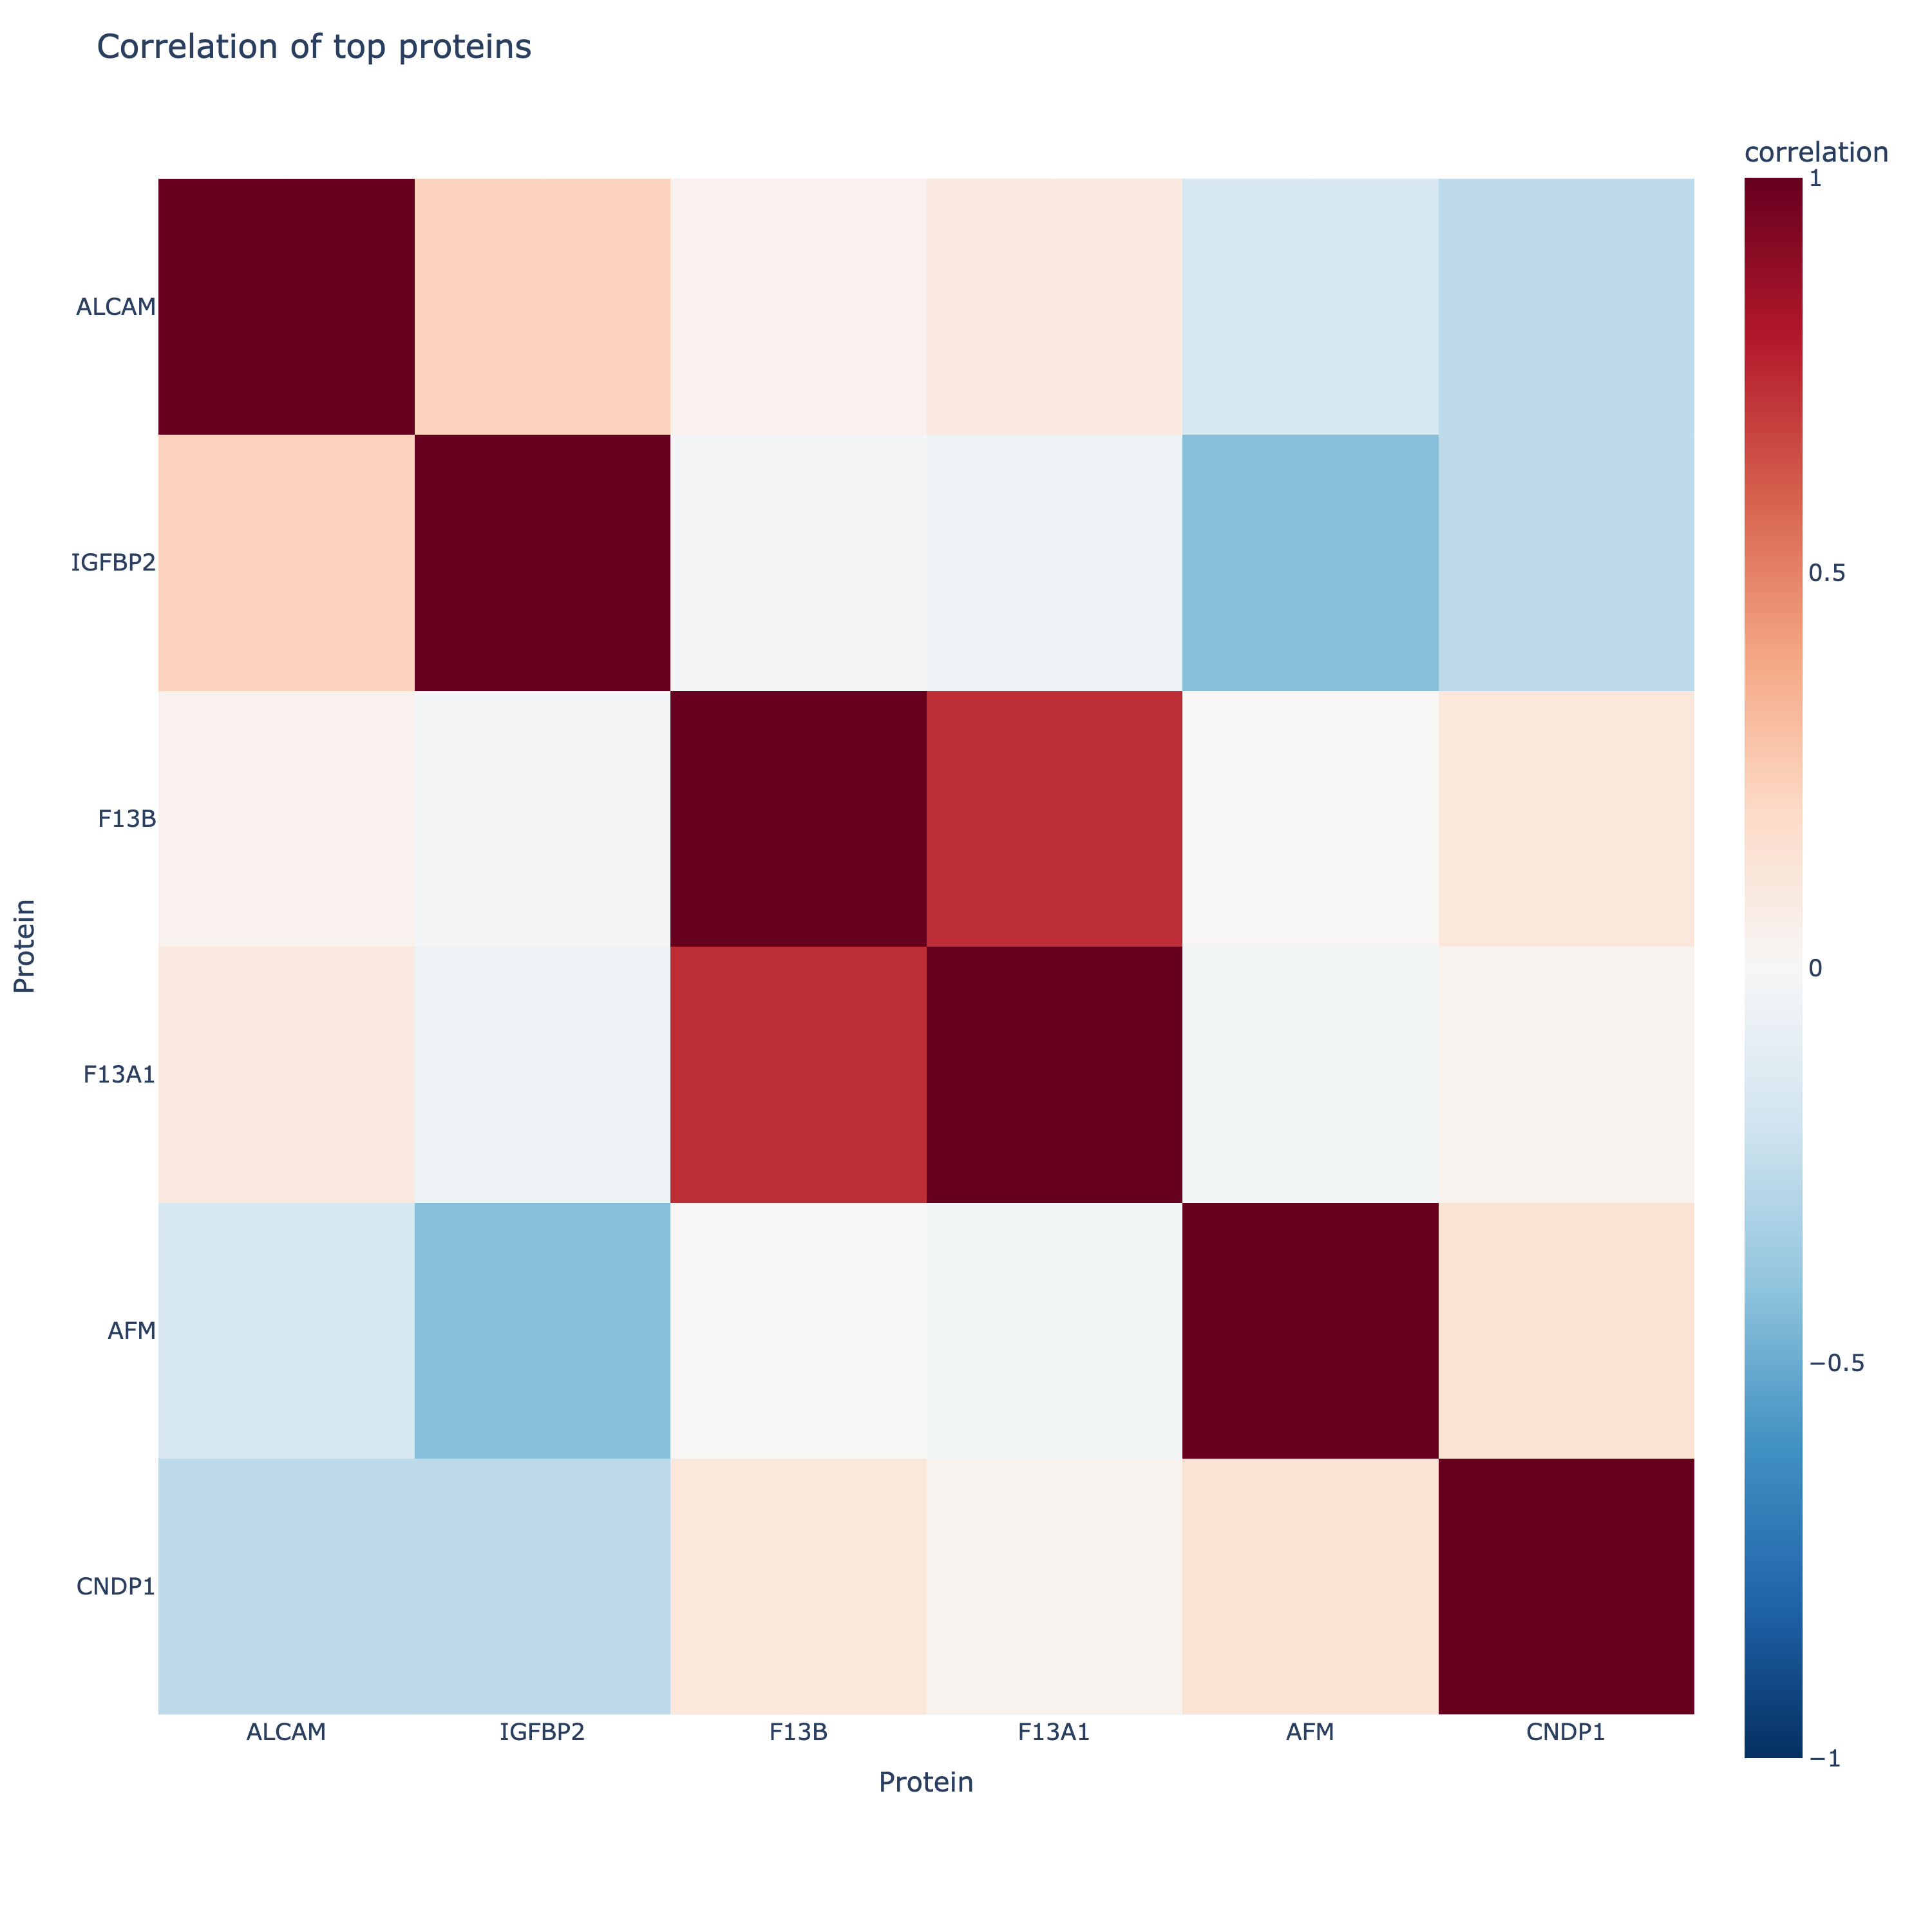 Correlation of top proteins
correlation
1
0.5
0
−0.5
−1
Protein
ALCAM
IGFBP2
F13B
F13A1
AFM
CNDP1
ALCAM IGFBP2 F13B F13A1 AFM CNDP1
Protein